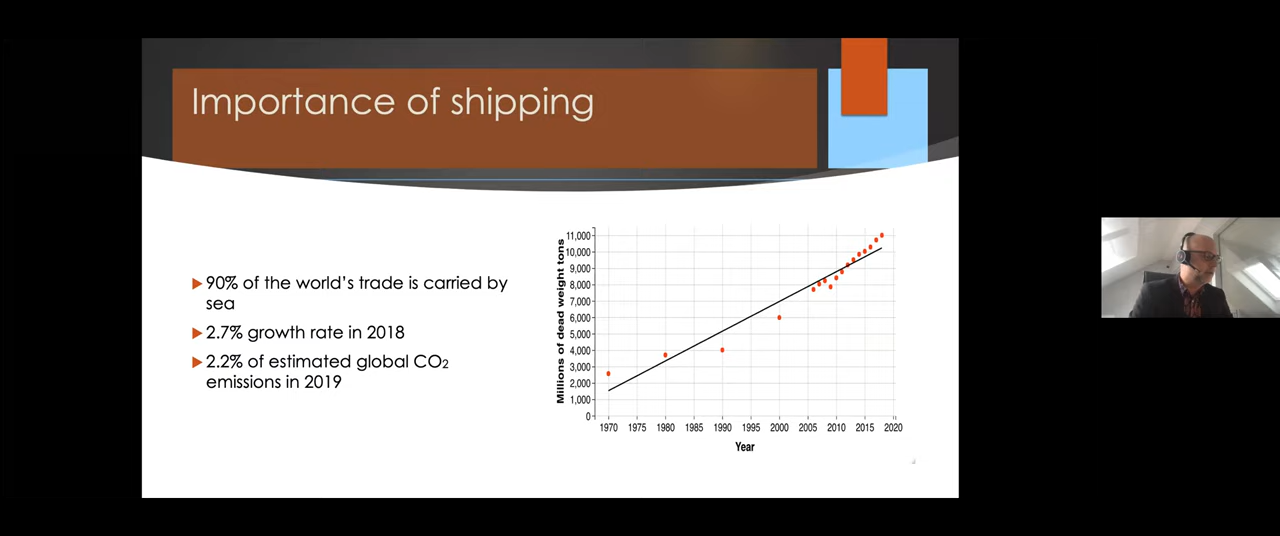 Importance of shipping
90% of the world's trade is carried by
sea
2.7% growth rate in 2018
2.2% of estimated global CO₂
emissions in 2019
Millions of dead weight tons
11,000
10,000
9,000
8,000
7,000
6,000
5,000
4,000
3,000
2,000
1,000
0
1970 1975 1980 1985 1990 1995 2000 2005 2010 2015 2020
Year